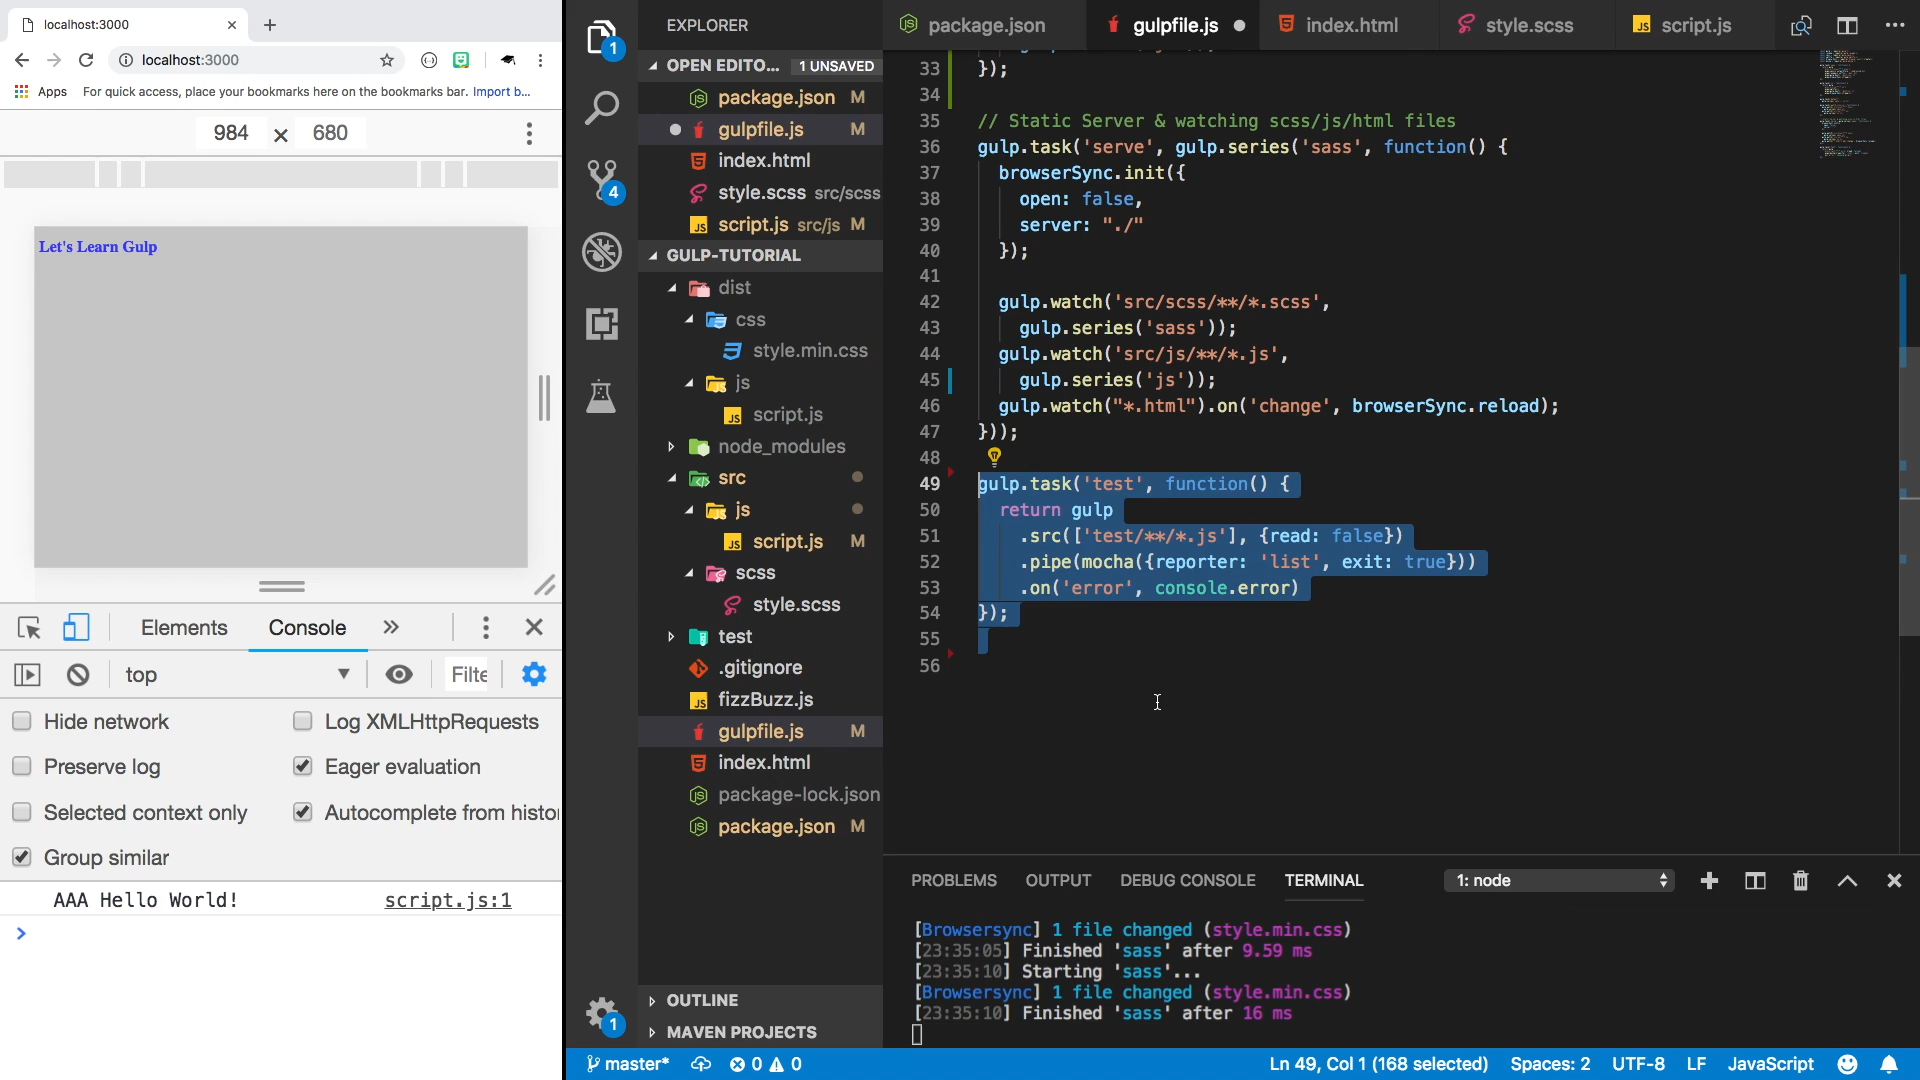 localhost:3000
localhost:3000
Apps For quick access, place your bookmarks here on the bookmarks bar. Import b...
984 × 680
Let's Learn Gulp
Elements Console »
top Filte
Hide network Log XMLHttpRequests
Preserve log Eager evaluation
Selected context only Autocomplete from histo
Group similar
AAA Hello World! script.js:1
1
4
1
EXPLORER
OPEN EDITO... 1 UNSAVED
package.json M
gulpfile.js M
index.html
style.scss src/scss
script.js src/js M
GULP-TUTORIAL
dist
css
style.min.css
js
script.js
node_modules
src
js
script.js M
scss
style.scss
test
.gitignore
fizzBuzz.js
gulpfile.js M
index.html
package-lock.json
package.json M
OUTLINE
MAVEN PROJECTS
package.json gulpfile.js index.html style.scss script.js
33 });
34
35 // Static Server & watching scss/js/html files
36 gulp.task('serve', gulp.series('sass', function() {
37 browserSync.init({
38 open: false,
39 server: "./"
40 });
41
42 gulp.watch('src/scss/**/*.scss',
43 gulp.series('sass'));
44 gulp.watch('src/js/**/*.js',
45 gulp.series('js'));
46 gulp.watch("*.html").on('change', browserSync.reload);
47 }));
48
49 gulp.task('test', function() {
50 return gulp
51 .src(['test/**/*.js'], {read: false})
52 .pipe(mocha({reporter: 'list', exit: true}))
53 .on('error', console.error)
54 });
55
56
PROBLEMS OUTPUT DEBUG CONSOLE TERMINAL 1: node
[Browsersync] 1 file changed (style.min.css)
[23:35:05] Finished 'sass' after 9.59 ms
[23:35:10] Starting 'sass'...
[Browsersync] 1 file changed (style.min.css)
[23:35:10] Finished 'sass' after 16 ms
master* 0 0 Ln 49, Col 1 (168 selected) Spaces: 2 UTF-8 LF JavaScript